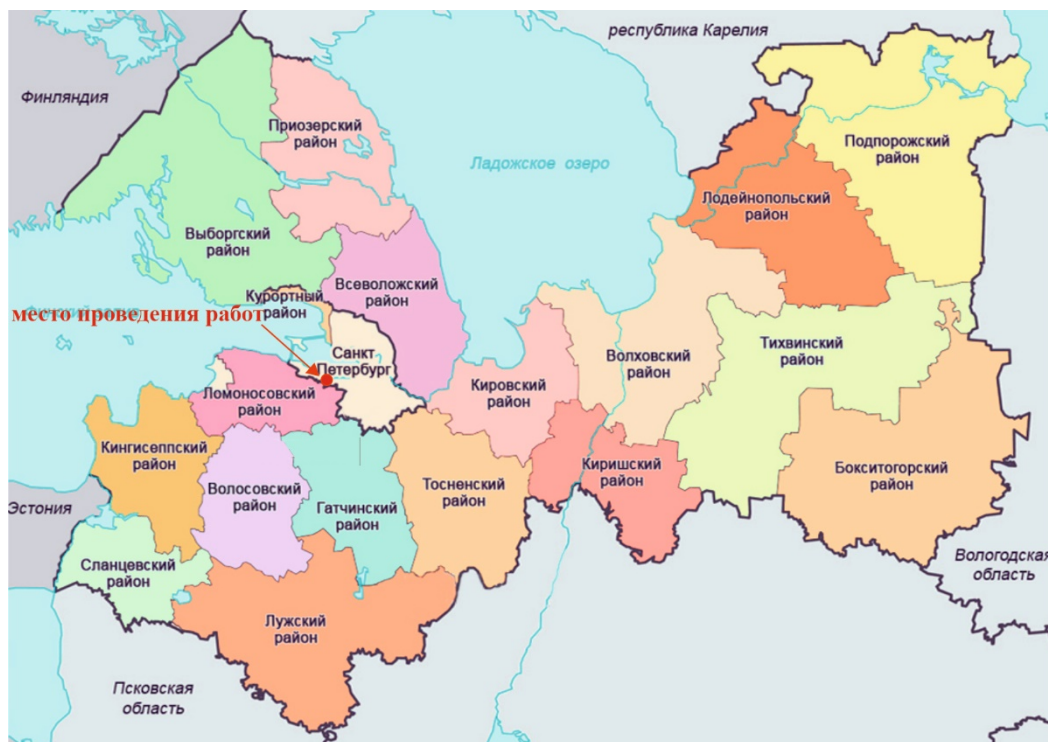 республика Карелия
Финляндия
Приозерский
район
Подпорожский
район
Ладожское озеро
Лодейнопольский
район
Выборгский
район
Всеволожский
район
Курортный
район
место проведения работ
Санкт
Петербург
Волховский
район
Тихвинский
район
Кировский
район
Ломоносовский
район
Кингисеппский
район
Киришский
район
Бокситогорский
район
Волосовский
район
Тосненский
район
Гатчинский
район
Эстония
Сланцевский
район
Вологодская
область
Лужский
район
Псковская
область